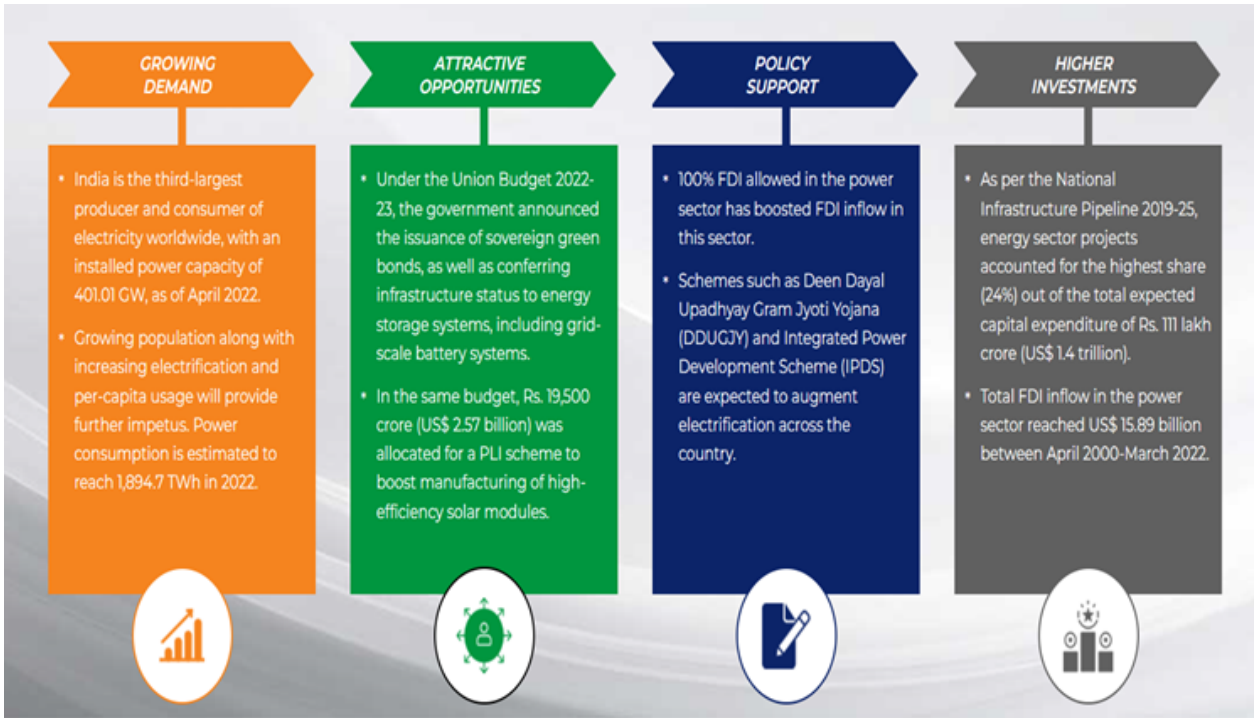 GROWING
DEMAND
• India is the third-largest
producer and consumer of
electricity worldwide, with an
installed power capacity of
401.01 GW, as of April 2022.
• Growing population along with
increasing electrification and
per-capita usage will provide
further impetus. Power
consumption is estimated to
reach 1,894.7 TWh in 2022.
ATTRACTIVE
OPPORTUNITIES
• Under the Union Budget 2022-
23, the government announced
the issuance of sovereign green
bonds, as well as conferring
infrastructure status to energy
storage systems, including grid-
scale battery systems.
• In the same budget, Rs. 19,500
crore (US$ 2.57 billion) was
allocated for a PLI scheme to
boost manufacturing of high-
efficiency solar modules.
POLICY
SUPPORT
• 100% FDI allowed in the power
sector has boosted FDI inflow in
this sector.
• Schemes such as Deen Dayal
Upadhyay Gram Jyoti Yojana
(DDUGJY) and Integrated Power
Development Scheme (IPDS)
are expected to augment
electrification across the
country.
HIGHER
INVESTMENTS
• As per the National
Infrastructure Pipeline 2019-25,
energy sector projects
accounted for the highest share
(24%) out of the total expected
capital expenditure of Rs. 111 lakh
crore (US$ 1.4 trillion).
• Total FDI inflow in the power
sector reached US$ 15.89 billion
between April 2000-March 2022.